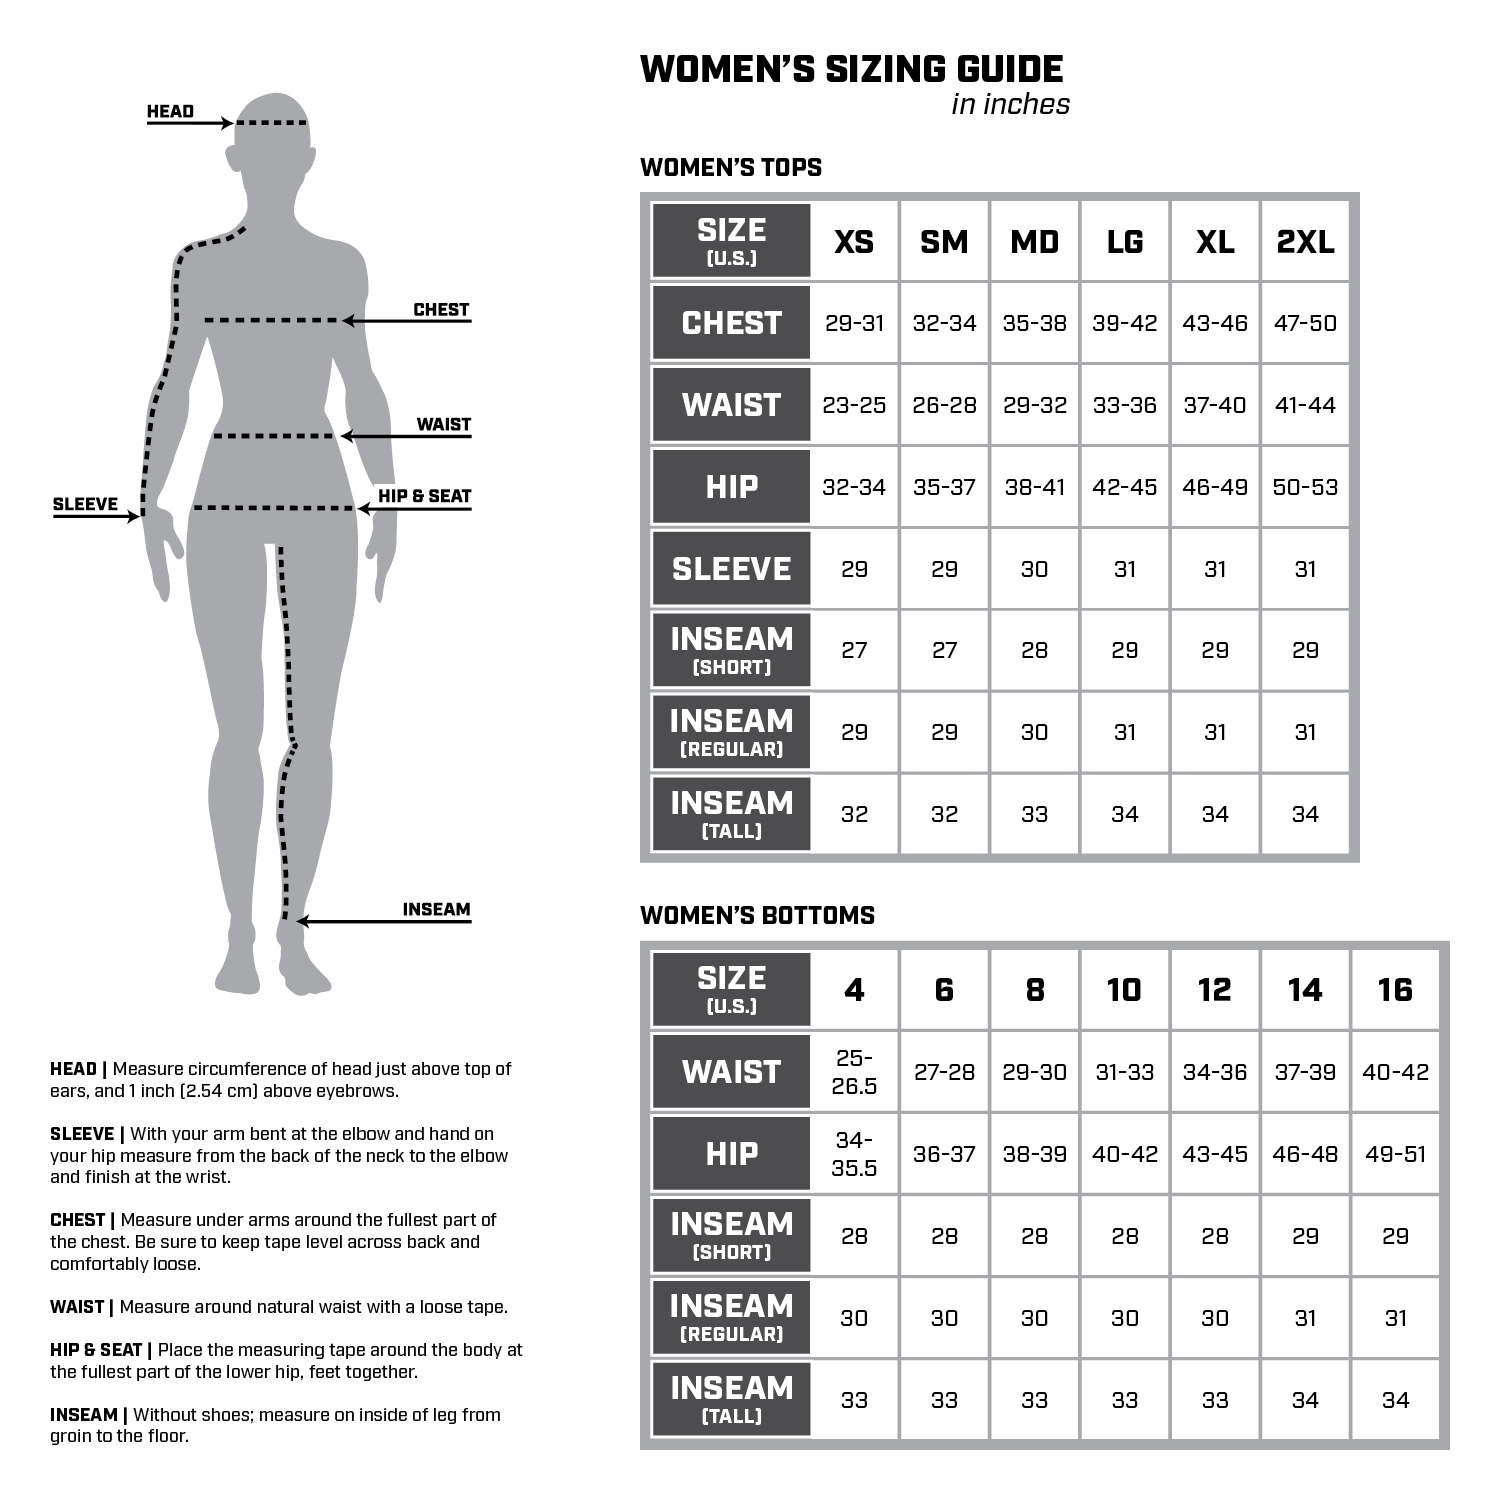 WOMEN'S SIZING GUIDE
in inches
HEAD
CHEST
WAIST
HIP & SEAT
SLEEVE
INSEAM
HEAD | Measure circumference of head just above top of
ears, and 1 inch (2.54 cm) above eyebrows.
SLEEVE | With your arm bent at the elbow and hand on
your hip measure from the back of the neck to the elbow
and finish at the wrist.
CHEST | Measure under arms around the fullest part of
the chest. Be sure to keep tape level across back and
comfortably loose.
WAIST | Measure around natural waist with a loose tape.
HIP & SEAT | Place the measuring tape around the body at
the fullest part of the lower hip, feet together.
INSEAM | Without shoes; measure on inside of leg from
groin to the floor.
WOMEN'S TOPS
SIZE (U.S.) XS SM MD LG XL 2XL
CHEST 29-31 32-34 35-38 39-42 43-46 47-50
WAIST 23-25 26-28 29-32 33-36 37-40 41-44
HIP 32-34 35-37 38-41 42-45 46-49 50-53
SLEEVE 29 29 30 31 31 31
INSEAM (SHORT) 27 27 28 29 29 29
INSEAM (REGULAR) 29 29 30 31 31 31
INSEAM (TALL) 32 32 33 34 34 34
WOMEN'S BOTTOMS
SIZE (U.S.) 4 6 8 10 12 14 16
WAIST 25-26.5 27-28 29-30 31-33 34-36 37-39 40-42
HIP 34-35.5 36-37 38-39 40-42 43-45 46-48 49-51
INSEAM (SHORT) 28 28 28 28 28 29 29
INSEAM (REGULAR) 30 30 30 30 30 31 31
INSEAM (TALL) 33 33 33 33 33 34 34